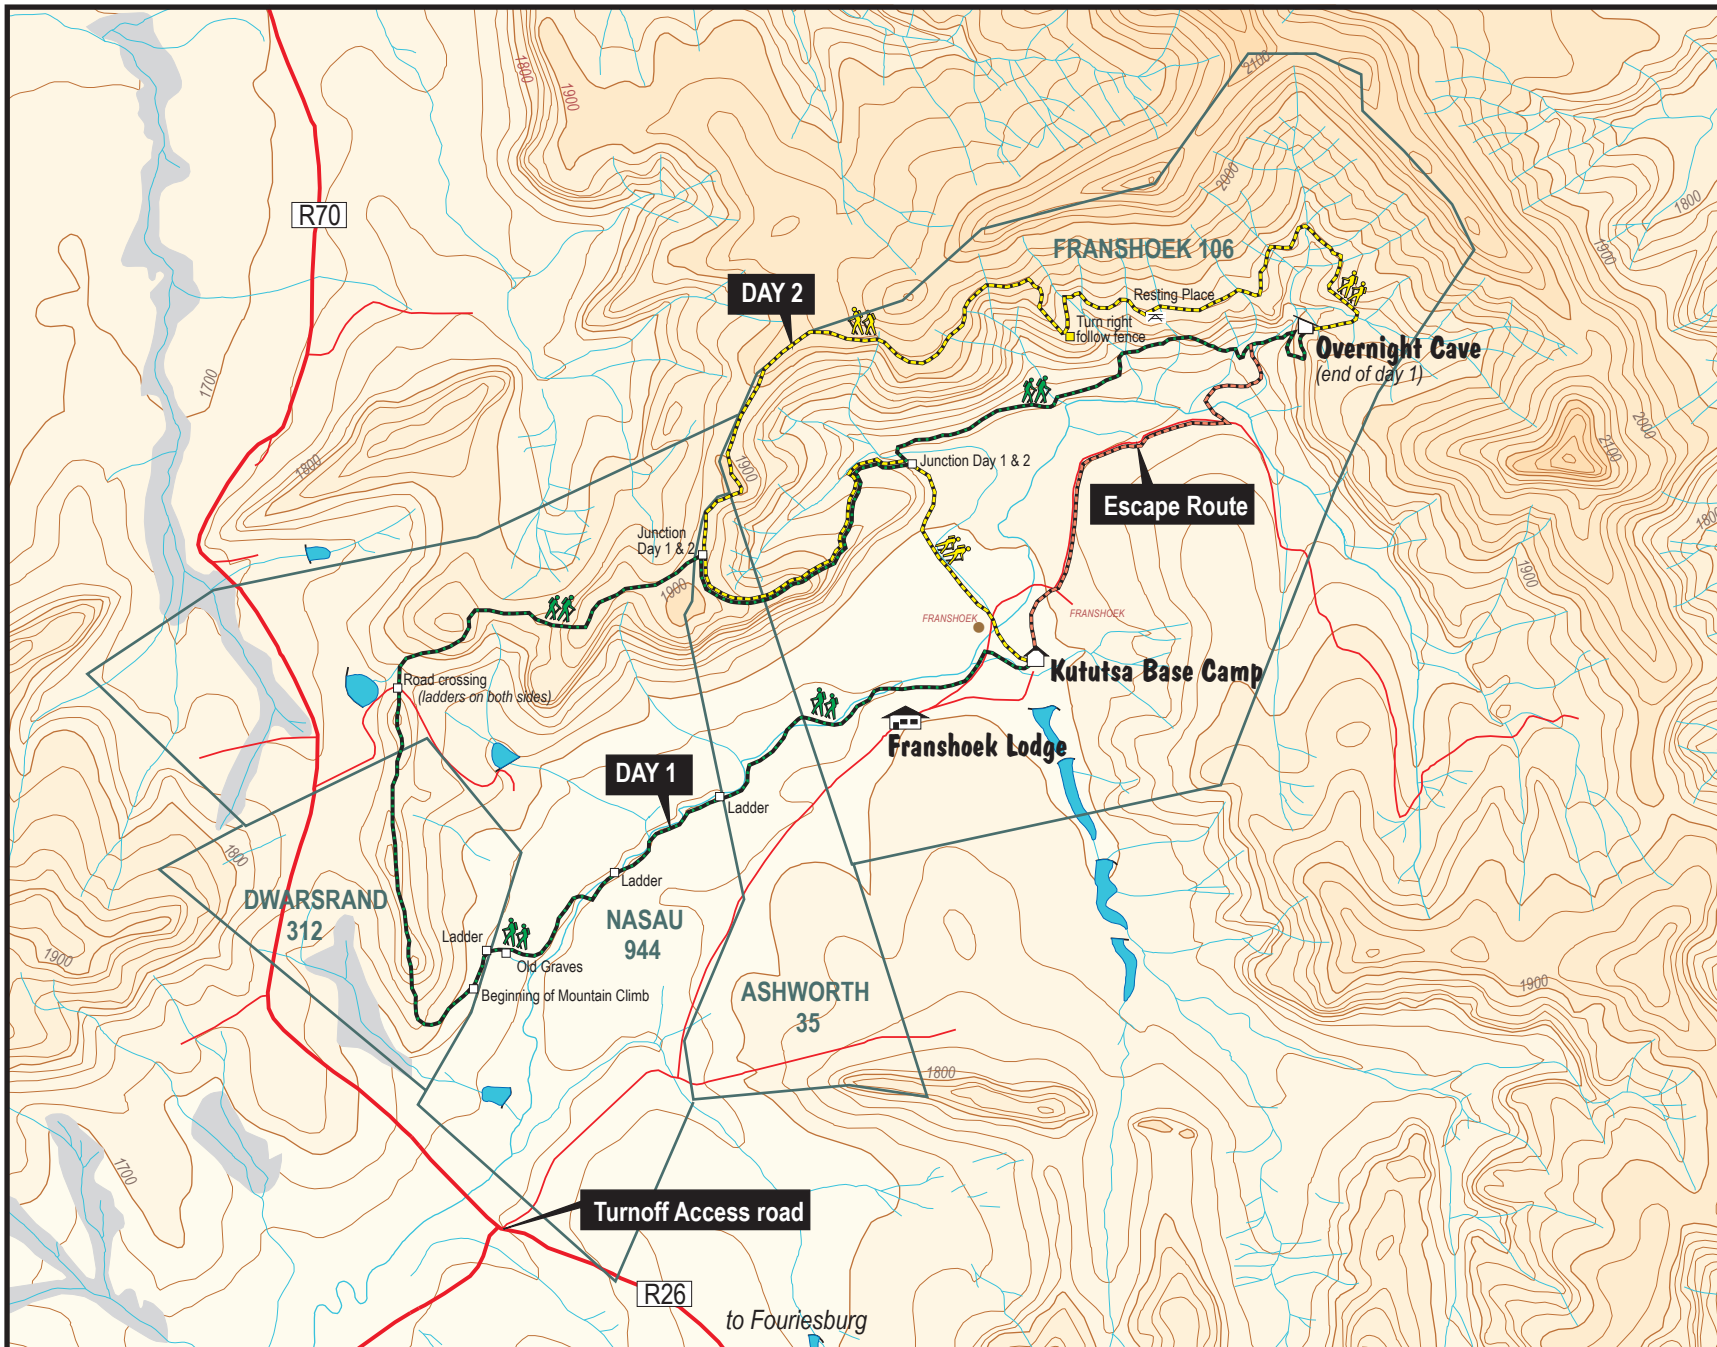 2100
1800
1900
2000
1800
R70
FRANSHOEK 106
1900
DAY 2
Resting Place
Turn right
follow fence
Overnight Cave
(end of day 1)
1700
2000
2100
1800
1900
Junction Day 1 & 2
Escape Route
1800
Junction
Day 1 & 2
1900
1900
FRANSHOEK
FRANSHOEK
Kututsa Base Camp
Road crossing
(ladders on both sides)
Franshoek Lodge
DAY 1
Ladder
1800
Ladder
DWARSRAND
312
NASAU
944
Ladder
Old Graves
1900
Beginning of Mountain Climb
ASHWORTH
35
1900
1800
1700
Turnoff Access road
R26
to Fouriesburg